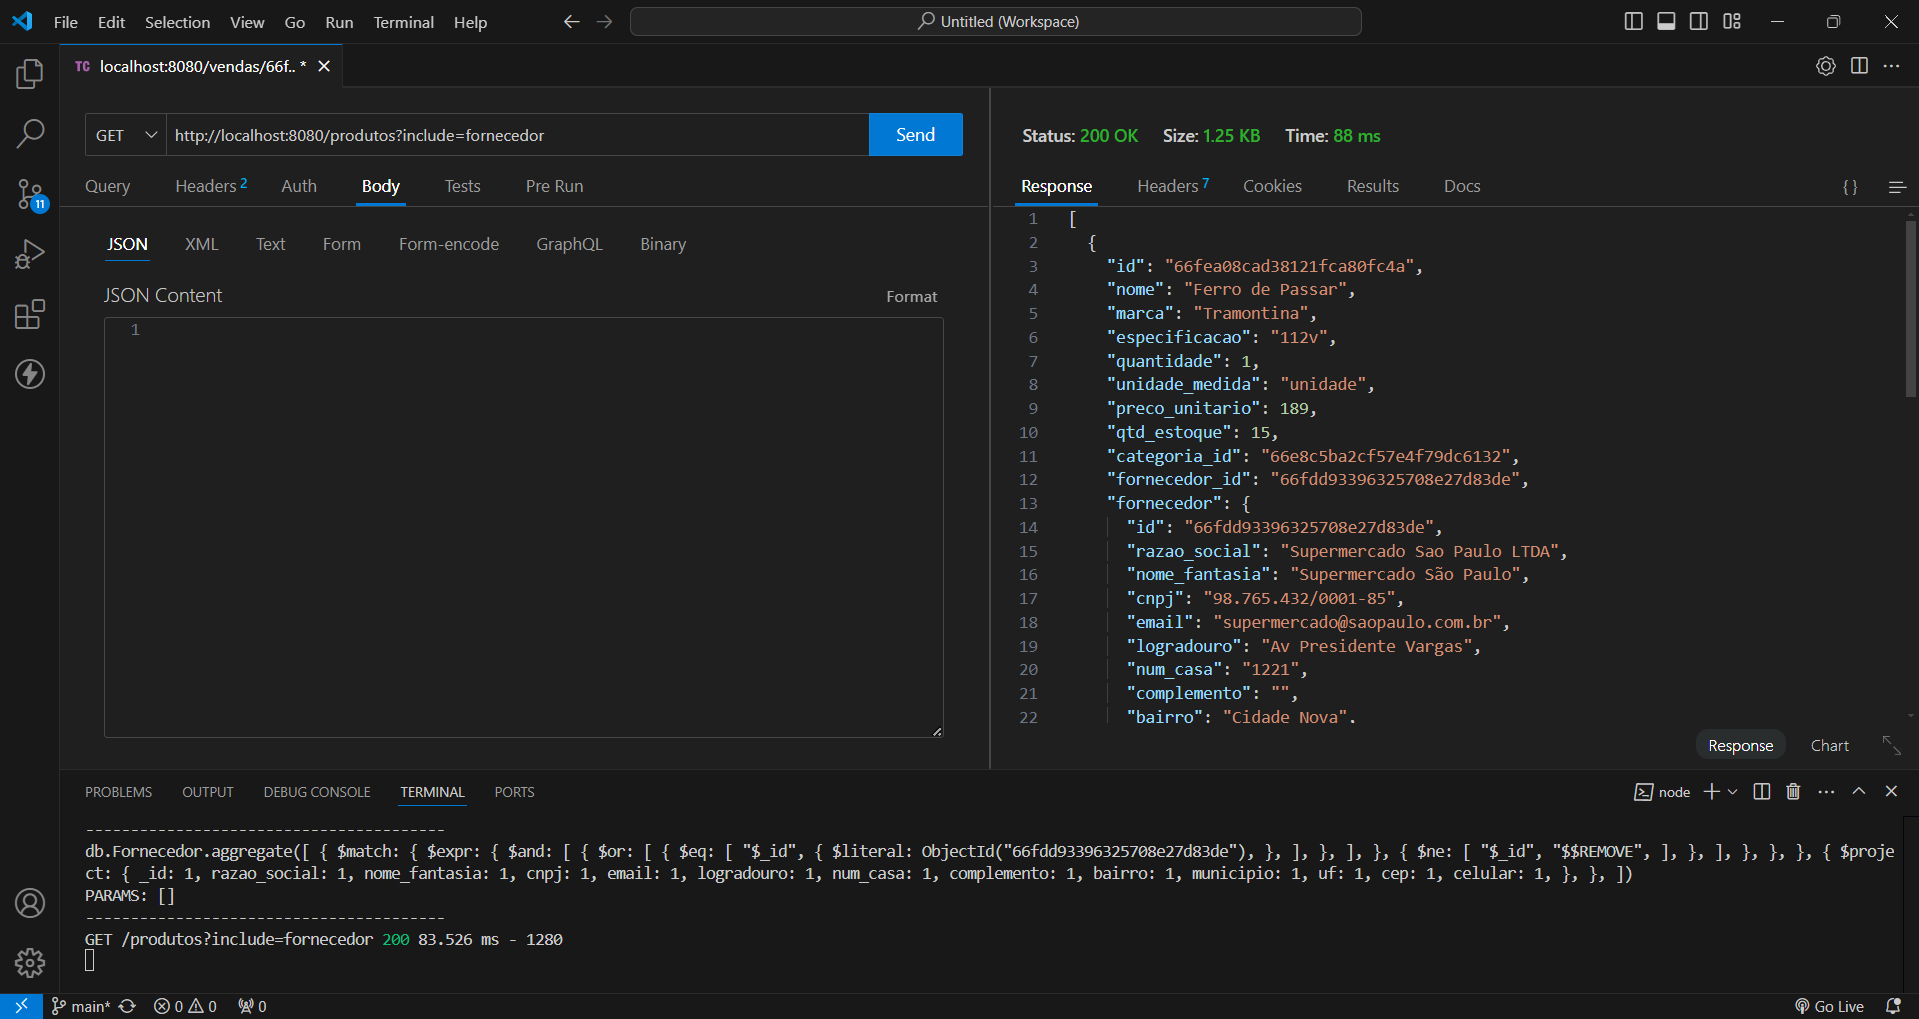 File Edit Selection View Go Run Terminal Help
Untitled (Workspace)
TC localhost:8080/vendas/66f.. *
GET http://localhost:8080/produtos?include=fornecedor Send
Query Headers 2 Auth Body Tests Pre Run
JSON XML Text Form Form-encode GraphQL Binary
JSON Content Format
1
Status: 200 OK Size: 1.25 KB Time: 88 ms
Response Headers 7 Cookies Results Docs {}
1 [
2 {
3 "id": "66fea08cad38121fca80fc4a",
4 "nome": "Ferro de Passar",
5 "marca": "Tramontina",
6 "especificacao": "112v",
7 "quantidade": 1,
8 "unidade_medida": "unidade",
9 "preco_unitario": 189,
10 "qtd_estoque": 15,
11 "categoria_id": "66e8c5ba2cf57e4f79dc6132",
12 "fornecedor_id": "66fdd93396325708e27d83de",
13 "fornecedor": {
14 "id": "66fdd93396325708e27d83de",
15 "razao_social": "Supermercado Sao Paulo LTDA",
16 "nome_fantasia": "Supermercado São Paulo",
17 "cnpj": "98.765.432/0001-85",
18 "email": "supermercado@saopaulo.com.br",
19 "logradouro": "Av Presidente Vargas",
20 "num_casa": "1221",
21 "complemento": "",
22 "bairro": "Cidade Nova".
Response Chart
11
PROBLEMS OUTPUT DEBUG CONSOLE TERMINAL PORTS node
----------------------------------------
db.Fornecedor.aggregate([ { $match: { $expr: { $and: [ { $or: [ { $eq: [ "$_id", { $literal: ObjectId("66fdd93396325708e27d83de"), }, ], }, ], }, { $ne: [ "$_id", "$$REMOVE", ], }, ], }, }, }, { $proje
ct: { _id: 1, razao_social: 1, nome_fantasia: 1, cnpj: 1, email: 1, logradouro: 1, num_casa: 1, complemento: 1, bairro: 1, municipio: 1, uf: 1, cep: 1, celular: 1, }, }, ])
PARAMS: []
----------------------------------------
GET /produtos?include=fornecedor 200 83.526 ms - 1280
main* 0 0 0 Go Live